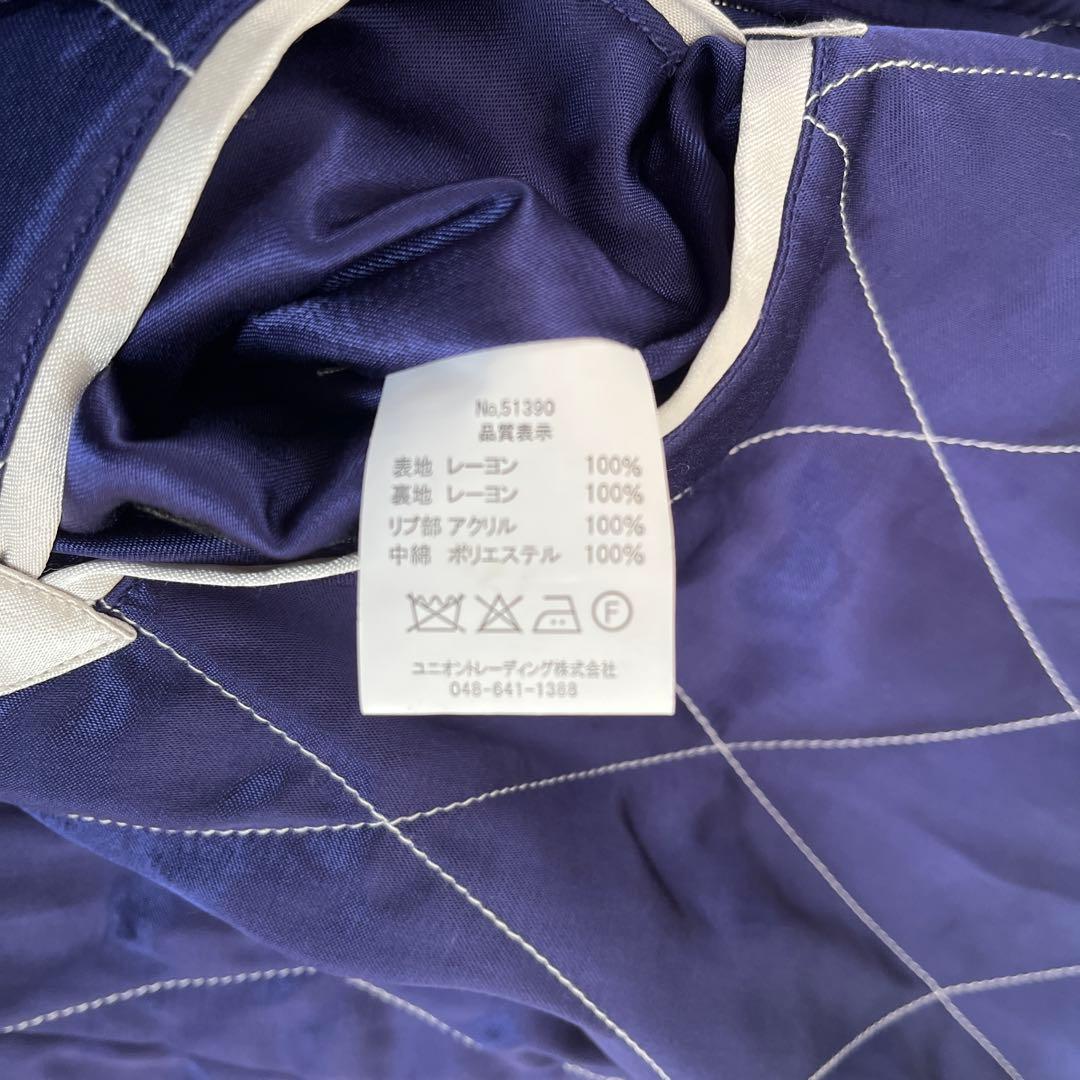 No,51390
品質表示
表地 レーヨン 100%
裏地 レーヨン 100%
リブ部 アクリル 100%
中綿 ポリエステル 100%
F
ユニオントレーディング株式会社
048-641-1388